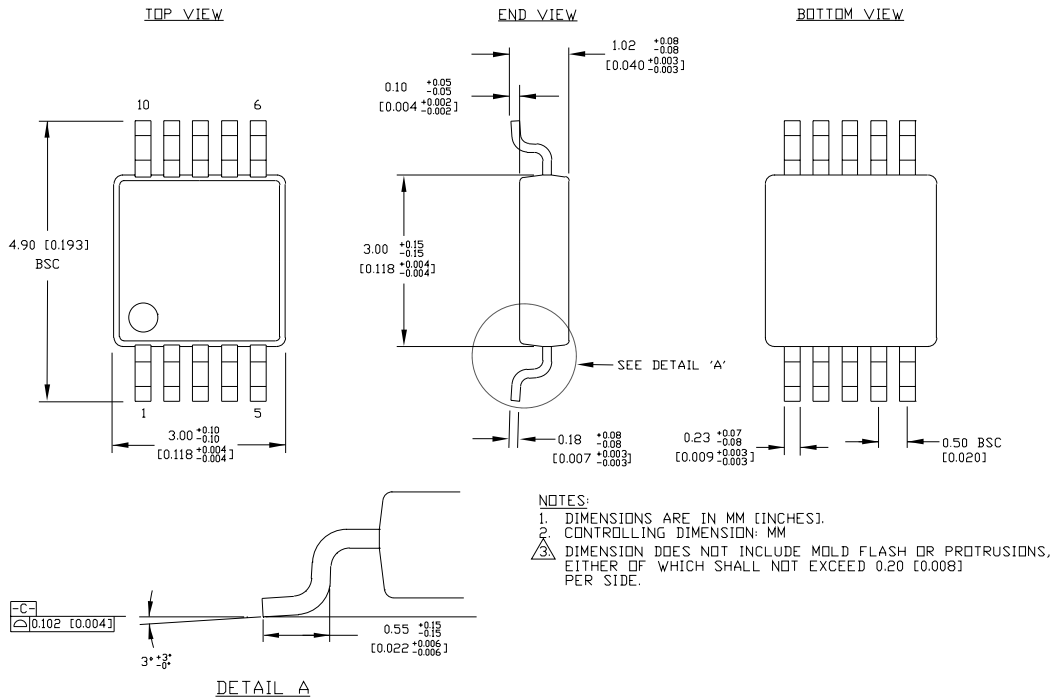 TOP VIEW
END VIEW
BOTTOM VIEW
10
6
4.90 [0.193]
BSC
1
5
3.00 +0.10 -0.10
[0.118 +0.004 -0.004]
1.02 +0.08 -0.08
[0.040 +0.003 -0.003]
0.10 +0.05 -0.05
[0.004 +0.002 -0.002]
3.00 +0.15 -0.15
[0.118 +0.004 -0.004]
SEE DETAIL 'A'
0.18 +0.08 -0.08
[0.007 +0.003 -0.003]
0.23 +0.07 -0.08
[0.009 +0.003 -0.003]
0.50 BSC
[0.020]
NOTES:
1. DIMENSIONS ARE IN MM [INCHES].
2. CONTROLLING DIMENSION: MM
3. DIMENSION DOES NOT INCLUDE MOLD FLASH OR PROTRUSIONS,
EITHER OF WHICH SHALL NOT EXCEED 0.20 [0.008]
PER SIDE.
-C-
0.102 [0.004]
3° +3° -0°
0.55 +0.15 -0.15
[0.022 +0.006 -0.006]
DETAIL A